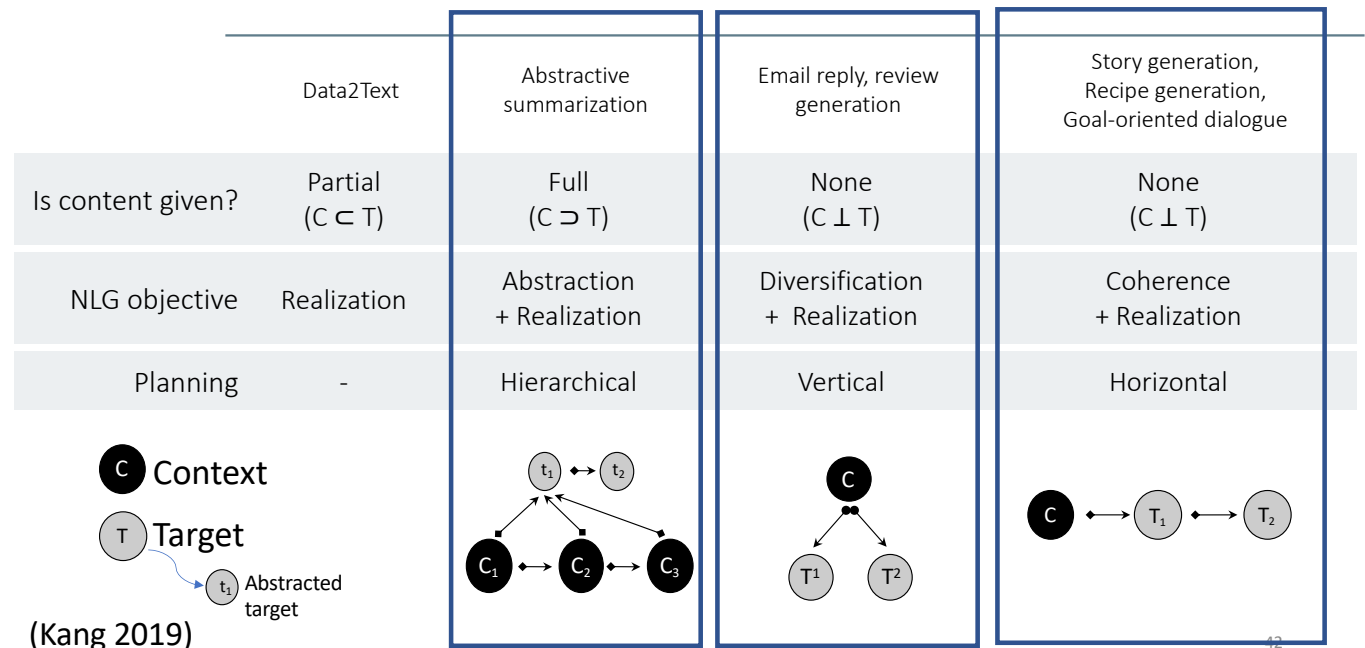 Data2Text
Abstractive
summarization
Email reply, review
generation
Story generation,
Recipe generation,
Goal-oriented dialogue
Is content given?
Partial
(C ⊂ T)
Full
(C ⊃ T)
None
(C ⊥ T)
None
(C ⊥ T)
NLG objective
Realization
Abstraction
+ Realization
Diversification
+ Realization
Coherence
+ Realization
Planning
-
Hierarchical
Vertical
Horizontal
C Context
T Target
t₁ Abstracted
target
t₁ t₂
C₁ C₂ C₃
C
T¹ T²
C T₁ T₂
(Kang 2019)
42